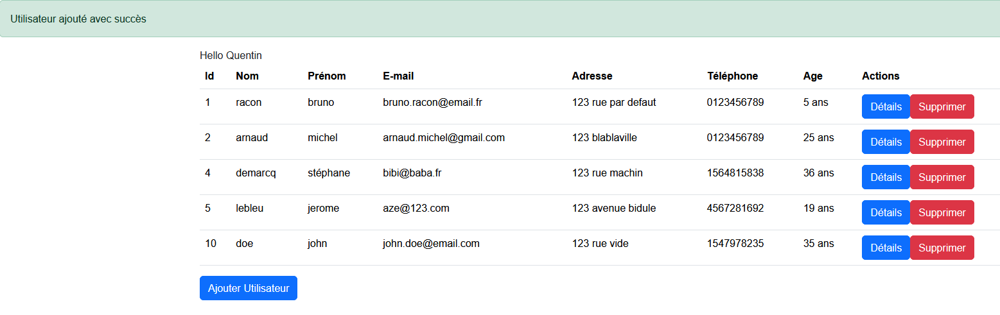 Utilisateur ajouté avec succès
Hello Quentin
Id Nom Prénom E-mail Adresse Téléphone Age Actions
1 racon bruno bruno.racon@email.fr 123 rue par defaut 0123456789 5 ans Détails Supprimer
2 arnaud michel arnaud.michel@gmail.com 123 blablaville 0123456789 25 ans Détails Supprimer
4 demarcq stéphane bibi@baba.fr 123 rue machin 1564815838 36 ans Détails Supprimer
5 lebleu jerome aze@123.com 123 avenue bidule 4567281692 19 ans Détails Supprimer
10 doe john john.doe@email.com 123 rue vide 1547978235 35 ans Détails Supprimer
Ajouter Utilisateur